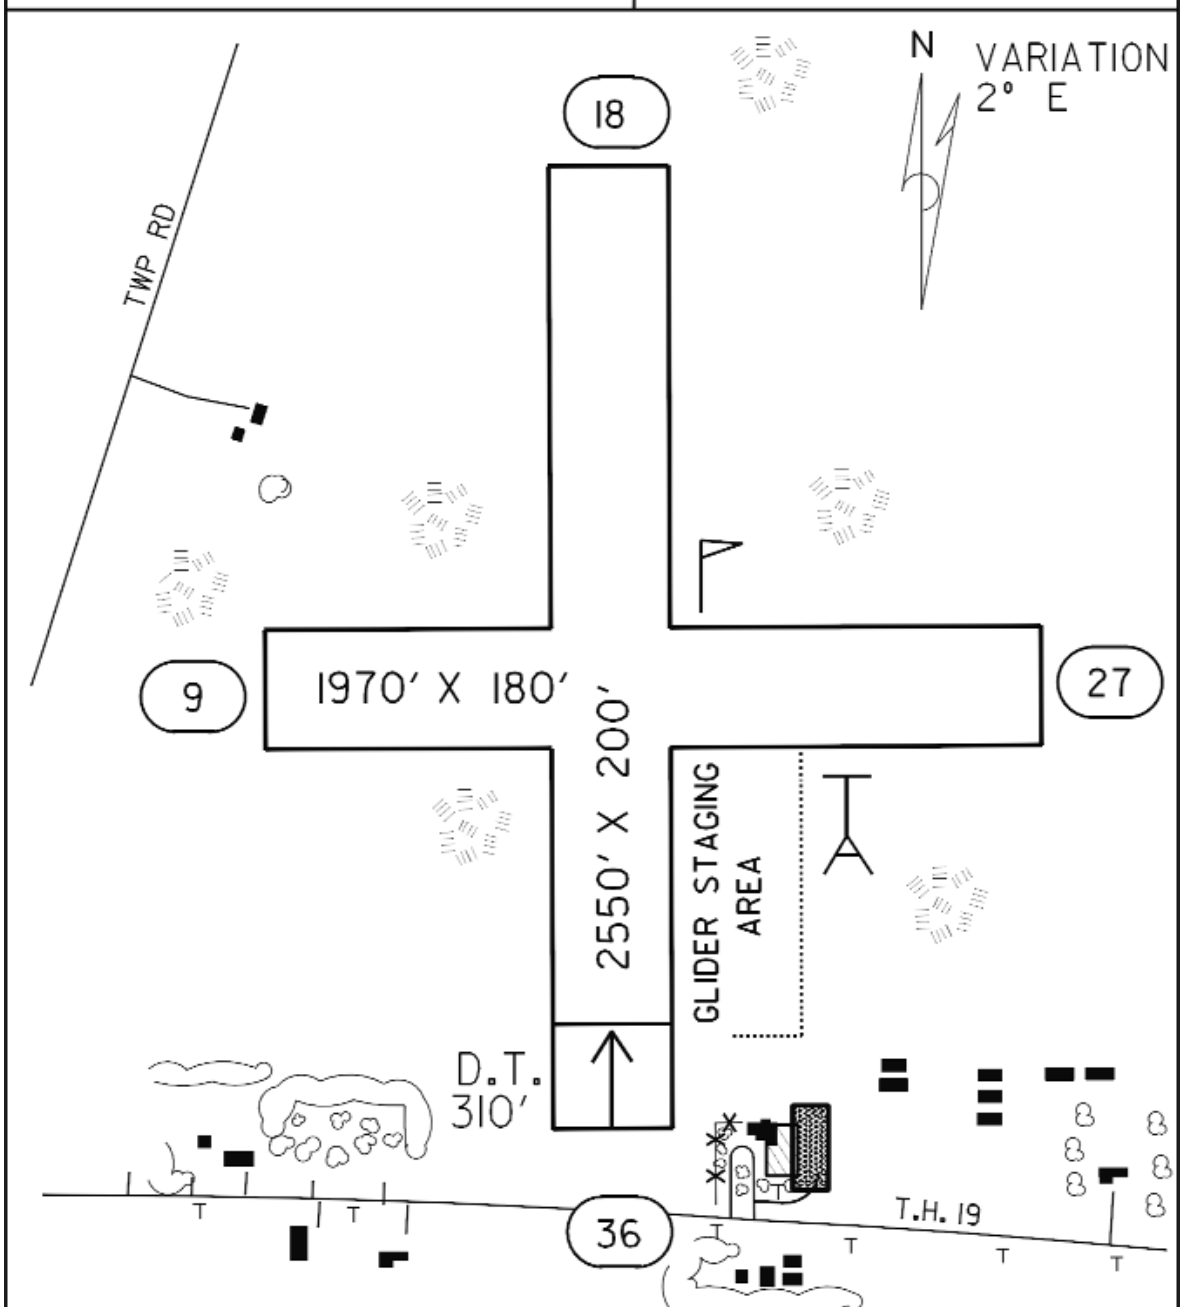 N
VARIATION
2° E
18
TWP RD
9
1970' X 180'
27
2550' X 200'
GLIDER STAGING
AREA
D.T.
310'
T
T
T
T
T.H. 19
36
T
T
T